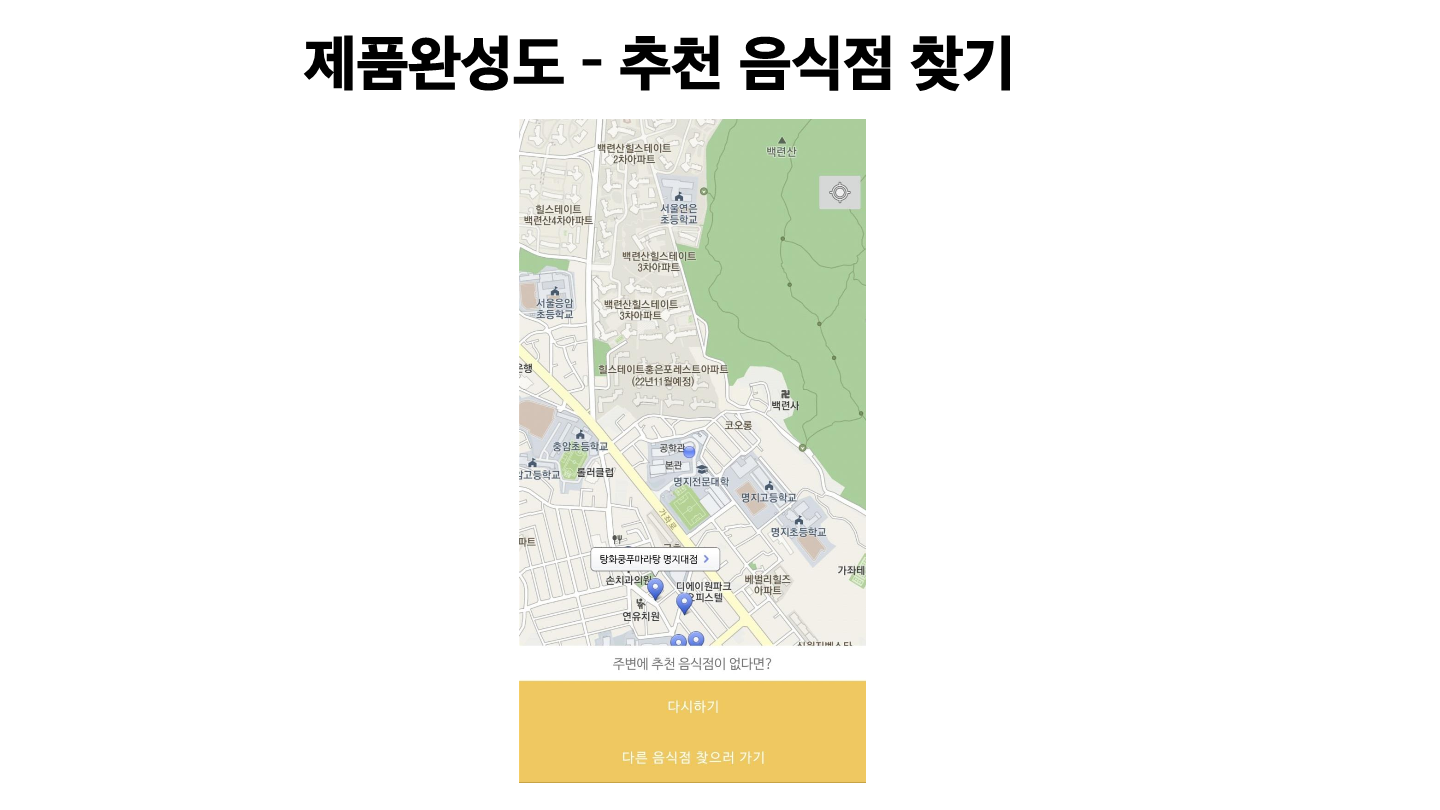 제품완성도 - 추천 음식점 찾기
백련산힐스테이트
2차아파트
백련산
서울연은
초등학교
힐스테이트
백련산4차아파트
백련산힐스테이트
3차아파트
서울응암
초등학교
백련산힐스테이트
3차아파트
은행
힐스테이트홍은포레스트아파트
(22년11월예정)
백련사
코오롱
충암초등학교
공학관
본관
암고등학교
롤러클럽
명지전문대학
명지고등학교
가좌로
명지초등학교
파트
탕화쿵푸마라탕 명지대점
손치과의원
디에이원파크
오피스텔
베벌리힐즈
아파트
가좌테
연유치원
주변에 추천 음식점이 없다면?
다시하기
다른 음식점 찾으러 가기